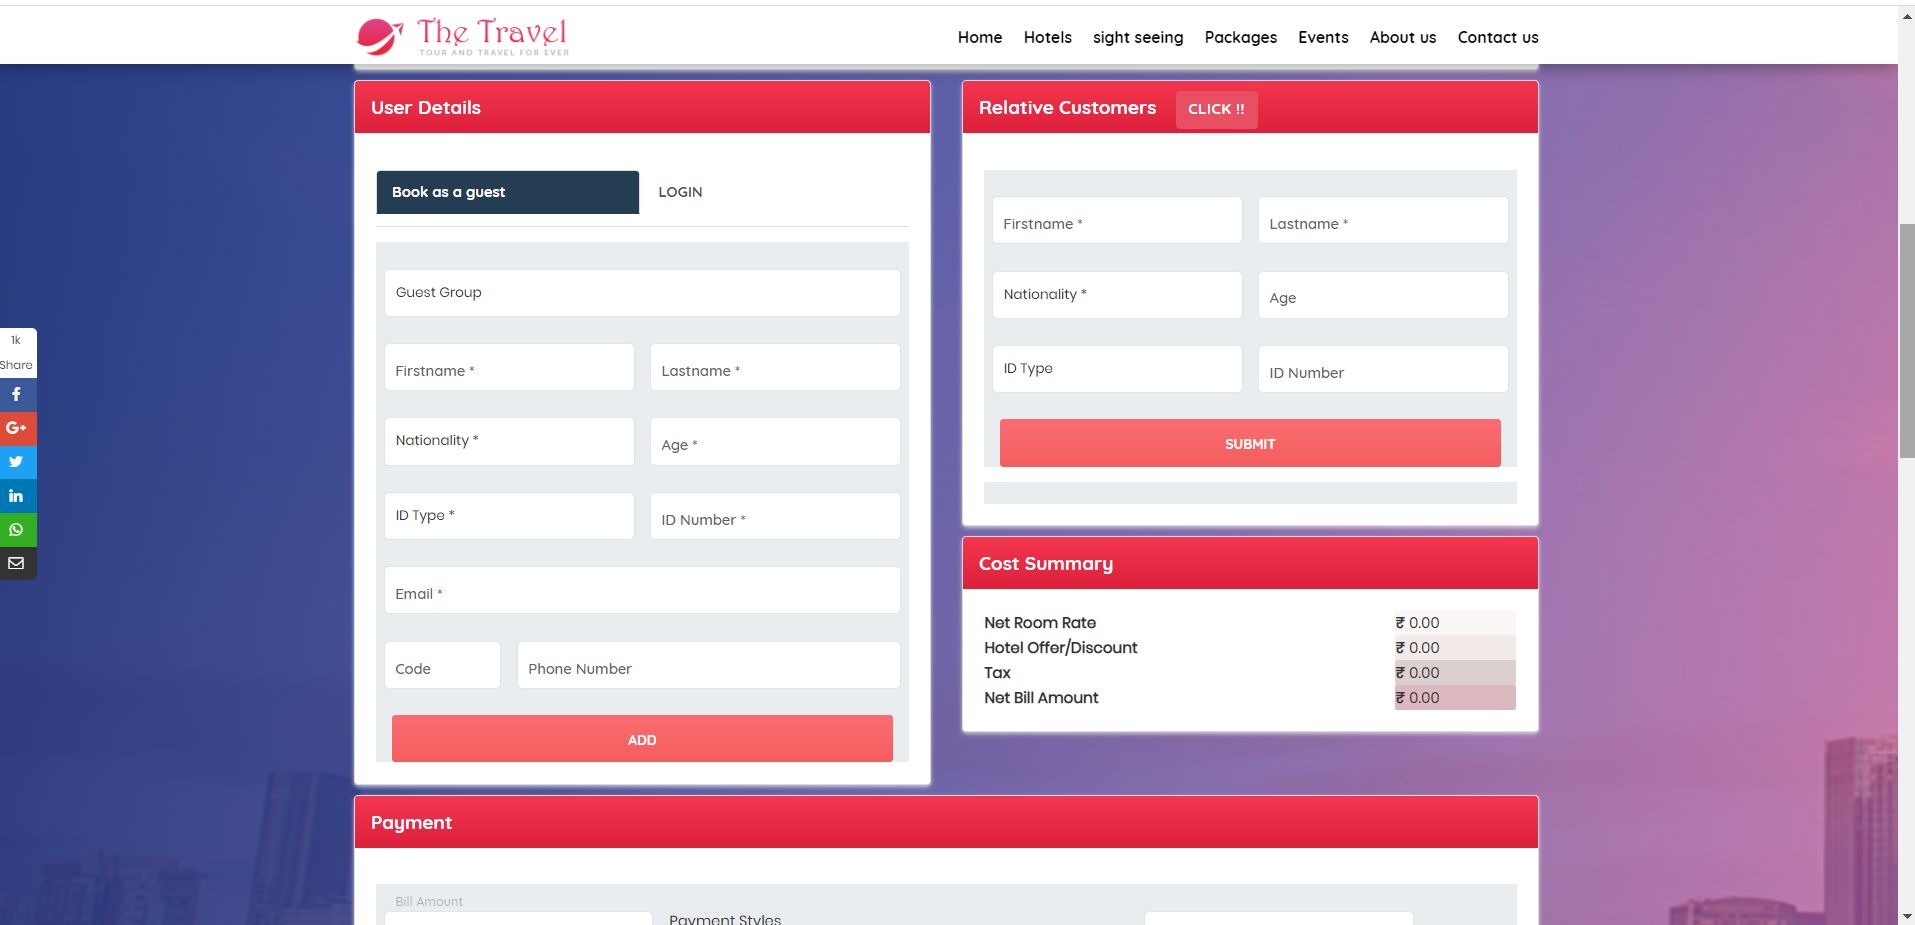 The Travel
TOUR AND TRAVEL FOR EVER
Home Hotels sight seeing Packages Events About us Contact us
1k
Share
User Details
Book as a guest LOGIN
Guest Group
Firstname * Lastname *
Nationality * Age *
ID Type * ID Number *
Email *
Code Phone Number
ADD
Relative Customers CLICK !!
Firstname * Lastname *
Nationality * Age
ID Type ID Number
SUBMIT
Cost Summary
Net Room Rate ₹ 0.00
Hotel Offer/Discount ₹ 0.00
Tax ₹ 0.00
Net Bill Amount ₹ 0.00
Payment
Bill Amount
Payment Styles